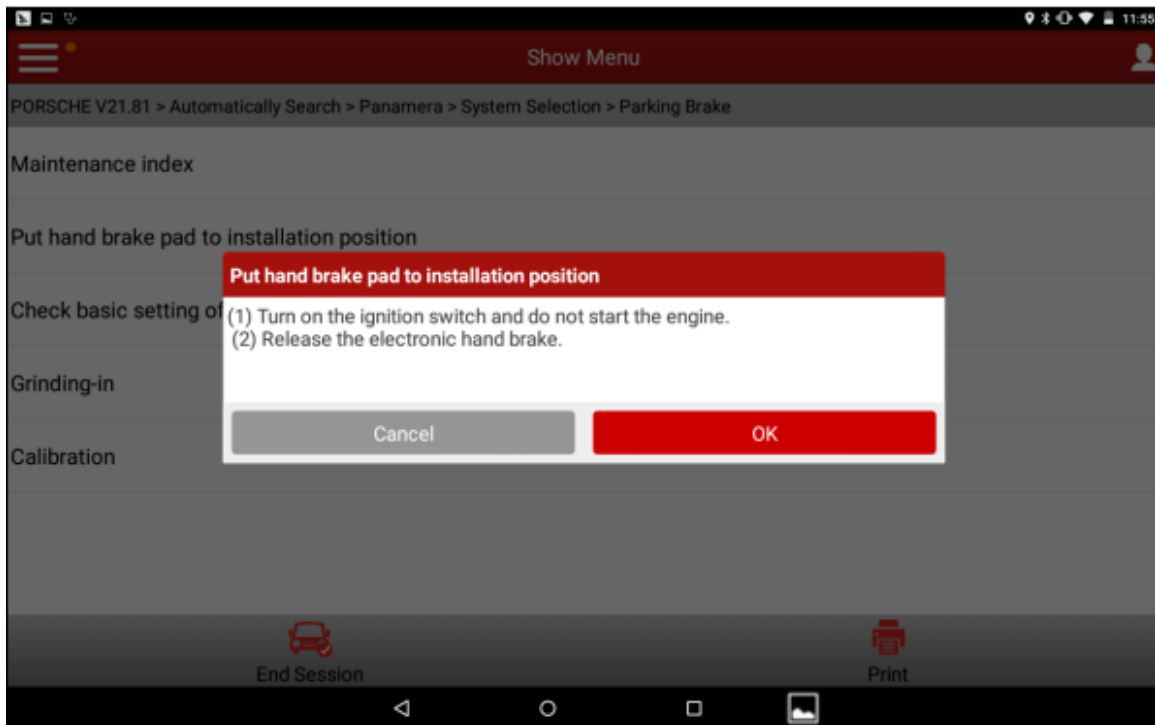 11:55
Show Menu
PORSCHE V21.81 > Automatically Search > Panamera > System Selection > Parking Brake
Maintenance index
Put hand brake pad to installation position
Put hand brake pad to installation position
Check basic setting of
(1) Turn on the ignition switch and do not start the engine.
(2) Release the electronic hand brake.
Grinding-in
Cancel
OK
Calibration
End Session
Print